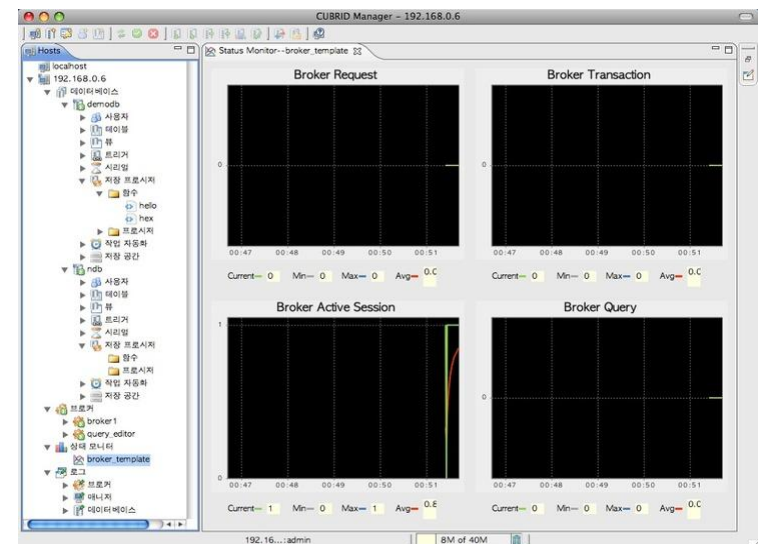 CUBRID Manager - 192.168.0.6
Hosts
localhost
192.168.0.6
데이터베이스
demodb
사용자
테이블
뷰
트리거
시리얼
저장 프로시저
함수
helo
hex
프로시저
작업 자동화
저장 공간
ndb
사용자
테이블
뷰
트리거
시리얼
저장 프로시저
함수
프로시저
작업 자동화
저장 공간
브로커
broker1
query_editor
상태 모니터
broker_template
로그
브로커
매니저
데이터베이스
Status Monitor--broker_template
Broker Request
0
00:47 00:48 00:49 00:50 00:51
Current 0 Min 0 Max 0 Avg 0.0
Broker Transaction
0
00:47 00:48 00:49 00:50 00:51
Current 0 Min 0 Max 0 Avg 0.0
Broker Active Session
1
0
00:47 00:48 00:49 00:50 00:51
Current 1 Min 0 Max 1 Avg 0.8
Broker Query
0
00:47 00:48 00:49 00:50 00:51
Current 0 Min 0 Max 0 Avg 0.0
192.16...:admin
8M of 40M